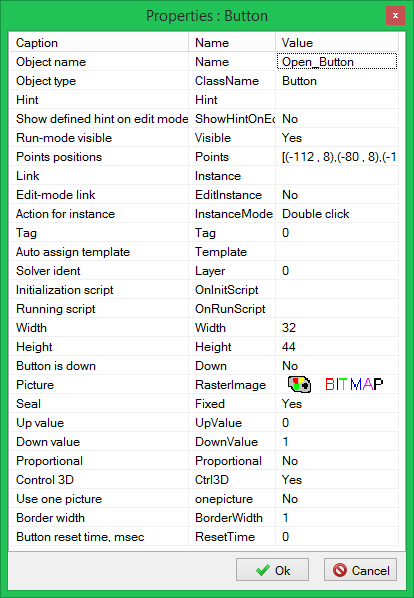 Properties : Button
x
Caption Name Value
Object name Name Open_Button
Object type ClassName Button
Hint Hint
Show defined hint on edit mode ShowHintOnEc No
Run-mode visible Visible Yes
Points positions Points [(-112 , 8),(-80 , 8),(-1
Link Instance
Edit-mode link EditInstance No
Action for instance InstanceMode Double click
Tag Tag 0
Auto assign template Template
Solver ident Layer 0
Initialization script OnInitScript
Running script OnRunScript
Width Width 32
Height Height 44
Button is down Down No
Picture RasterImage BITMAP
Seal Fixed Yes
Up value UpValue 0
Down value DownValue 1
Proportional Proportional No
Control 3D Ctrl3D Yes
Use one picture onepicture No
Border width BorderWidth 1
Button reset time, msec ResetTime 0
Ok Cancel